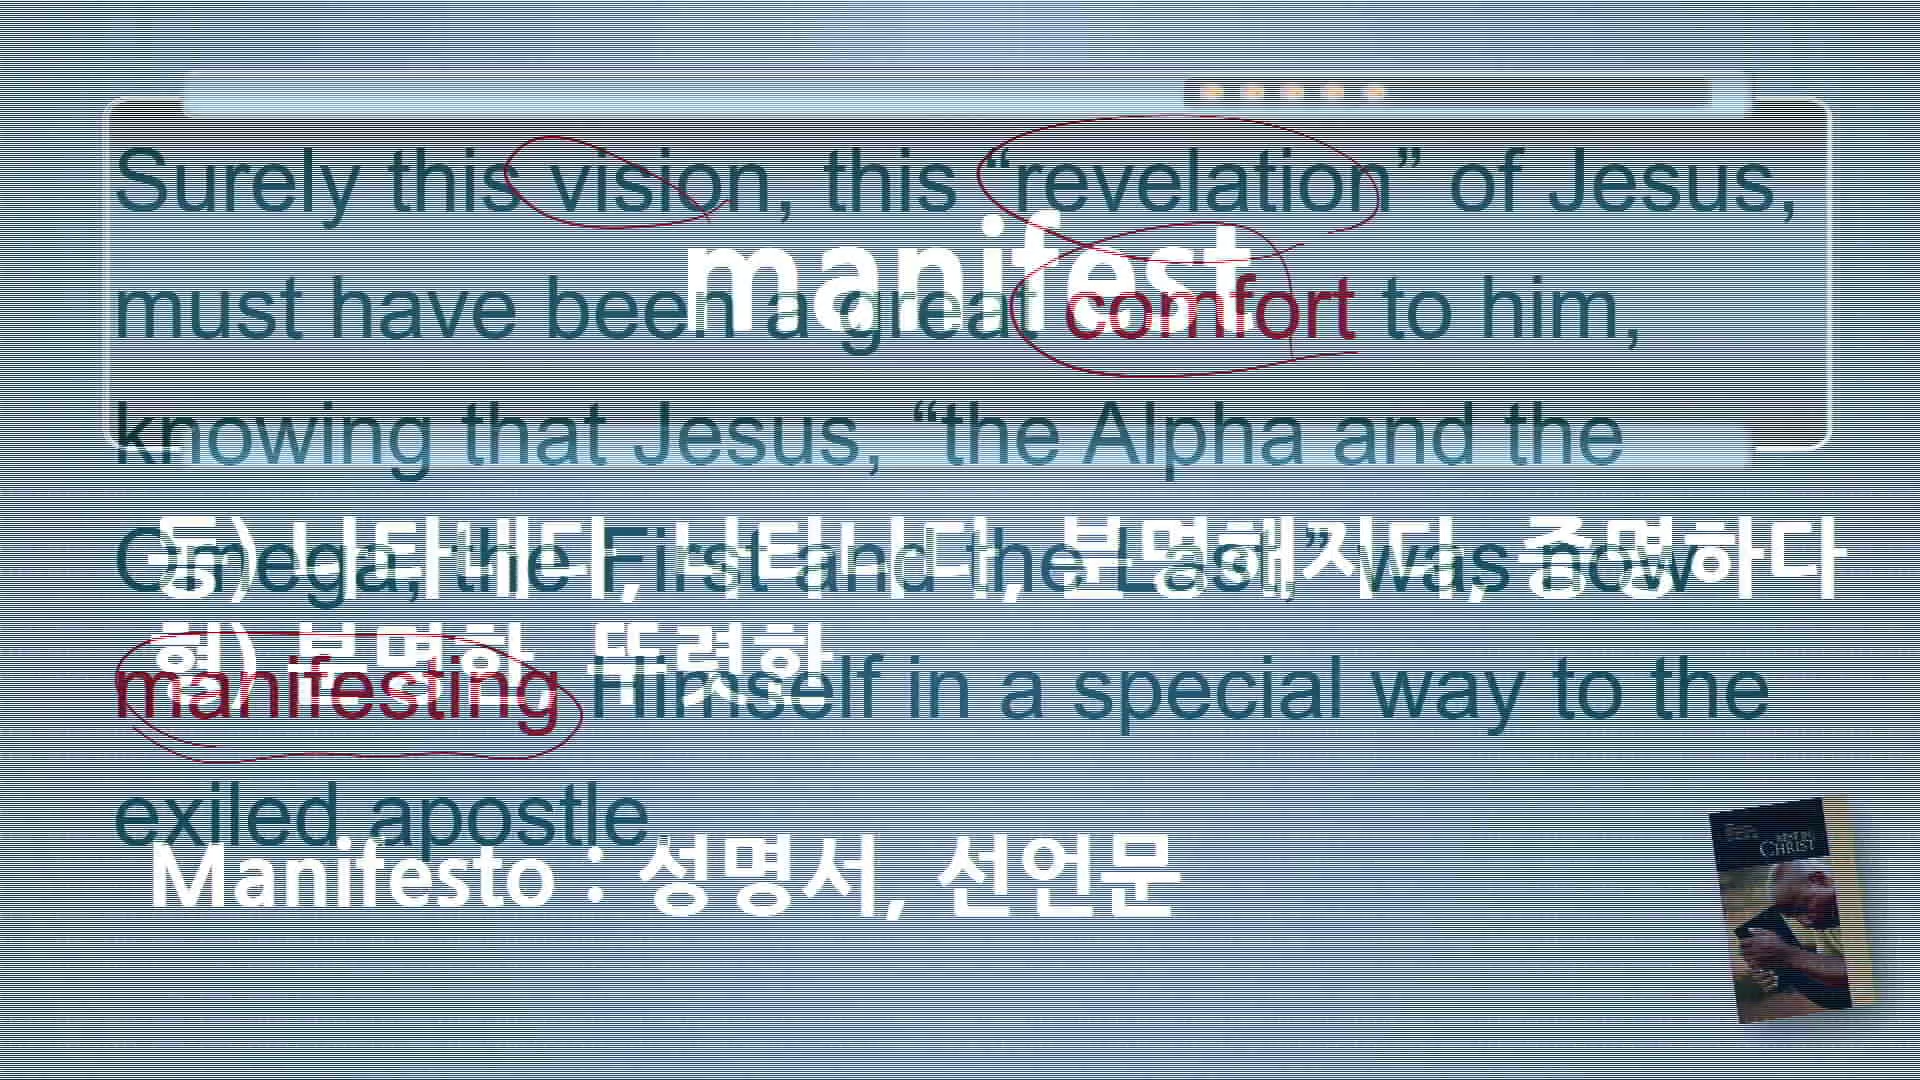 Surely this vision, this “revelation” of Jesus,
manifest
must have been a great comfort to him,
knowing that Jesus, “the Alpha and the
Omega, the First and the Last,” was now
동) 나타내다, 나타나다, 분명해지다, 증명하다
형) 분명한, 뚜렷한
manifesting Himself in a special way to the
exiled apostle.
Manifesto : 성명서, 선언문
CHRIST